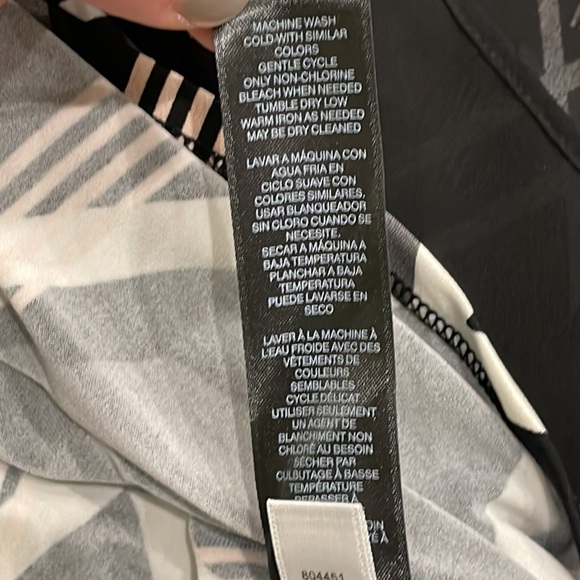 MACHINE WASH
COLD WITH SIMILAR
COLORS
GENTLE CYCLE
ONLY NON-CHLORINE
BLEACH WHEN NEEDED
TUMBLE DRY LOW
WARM IRON AS NEEDED
MAY BE DRY CLEANED
LAVAR A MÁQUINA CON
AGUA FRIA EN
CICLO SUAVE CON
COLORES SIMILARES.
USAR BLANQUEADOR
SIN CLORO CUANDO SE
NECESITE.
SECAR A MÁQUINA A
BAJA TEMPERATURA
PLANCHAR A BAJA
TEMPERATURA
PUEDE LAVARSE EN
SECO
LAVER À LA MACHINE À
L'EAU FROIDE AVEC DES
VÊTEMENTS DE
COULEURS
SEMBLABLES
CYCLE DÉLICAT
UTILISER SEULEMENT
UN AGENT DE
BLANCHIMENT NON
CHLORÉ AU BESOIN
SÉCHER PAR
CULBUTAGE À BASSE
TEMPÉRATURE
REPASSER À
804451